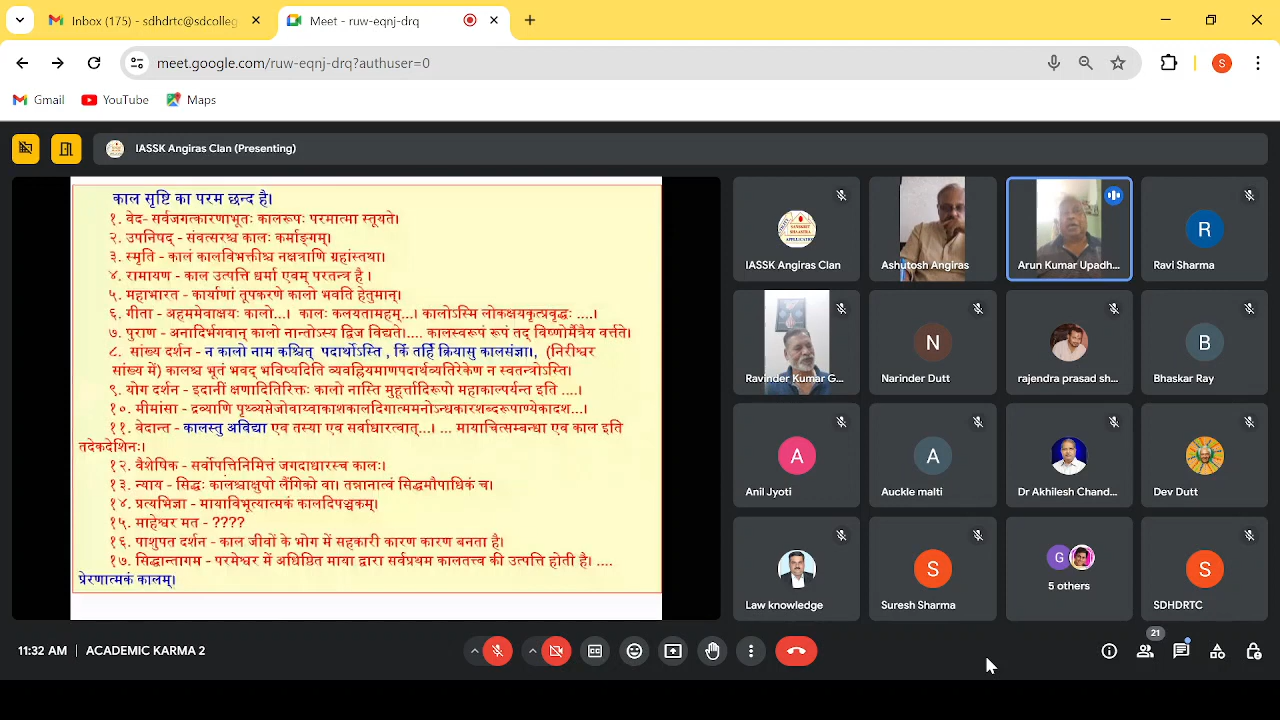 Inbox (175) - sdhdrtc@sdcolleg
Meet - ruw-eqnj-drq
meet.google.com/ruw-eqnj-drq?authuser=0
S
Gmail
YouTube
Maps
IASSK Angiras Clan (Presenting)
काल सृष्टि का परम छन्द है।
१. वेद- सर्वजगत्कारणाभूतः कालरूपः परमात्मा स्तूयते।
२. उपनिषद् - संवत्सरश्च कालः कर्माङ्गम्।
३. स्मृति - कालं कालविभक्तीश्च नक्षत्राणि ग्रहांस्तथा।
४. रामायण - काल उत्पत्ति धर्मा एवम् परतन्त्र है ।
५. महाभारत - कार्याणां तूपकरणे कालो भवति हेतुमान्।
६. गीता - अहममेवाक्षयः कालो...। कालः कलयतामहम्...। कालोऽस्मि लोकक्षयकृत्प्रवृद्धः ....।
७. पुराण - अनादिर्भगवान् कालो नान्तोऽस्य द्विज विद्यते।.... कालस्वरूपं रूपं तद् विष्णोर्मैत्रेय वर्त्तते।
८. सांख्य दर्शन - न कालो नाम कश्चित् पदार्थोऽस्ति , किं तर्हि क्रियासु कालसंज्ञा।, (निरीश्वर
सांख्य में) कालश्च भूतं भवद् भविष्यदिति व्यवह्रियमाणपदार्थव्यतिरेकेण न स्वतन्त्रोऽस्ति।
९. योग दर्शन - इदानीं क्षणादितिरिक्तः कालो नास्ति मुहूर्त्तादिरूपो महाकाल्पर्यन्त इति ....।
१०. मीमांसा - द्रव्याणि पृथ्व्यप्तेजोवाय्वाकाशकालदिगात्ममनोऽन्धकारशब्दरूपाण्येकादश...।
११. वेदान्त - कालस्तु अविद्या एव तस्या एव सर्वाधारत्वात्...। ... मायाचित्सम्बन्धा एव काल इति
तदेकदेशिनः।
१२. वैशेषिक - सर्वोपत्तिनिमित्तं जगदाधारस्च कालः।
१३. न्याय - सिद्धः कालश्चाक्षुषो लैंगिको वा। तन्नानात्वं सिद्धमौपाधिकं च।
१४. प्रत्यभिज्ञा - मायाविभूत्यात्मकं कालदिपञ्चकम्।
१५. माहेश्वर मत - ????
१६. पाशुपत दर्शन - काल जीवों के भोग में सहकारी कारण कारण बनता है।
१७. सिद्धान्तागम - परमेश्वर में अधिष्ठित माया द्वारा सर्वप्रथम कालतत्त्व की उत्पत्ति होती है। ....
प्रेरणात्मकं कालम्।
IASSK Angiras Clan
Ashutosh Angiras
Arun Kumar Upadh...
R
Ravi Sharma
Ravinder Kumar G...
N
Narinder Dutt
rajendra prasad sh...
B
Bhaskar Ray
A
Anil Jyoti
A
Auckle malti
Dr Akhilesh Chand...
Dev Dutt
Law knowledge
S
Suresh Sharma
G
5 others
S
SDHDRTC
11:32 AM | ACADEMIC KARMA 2
21